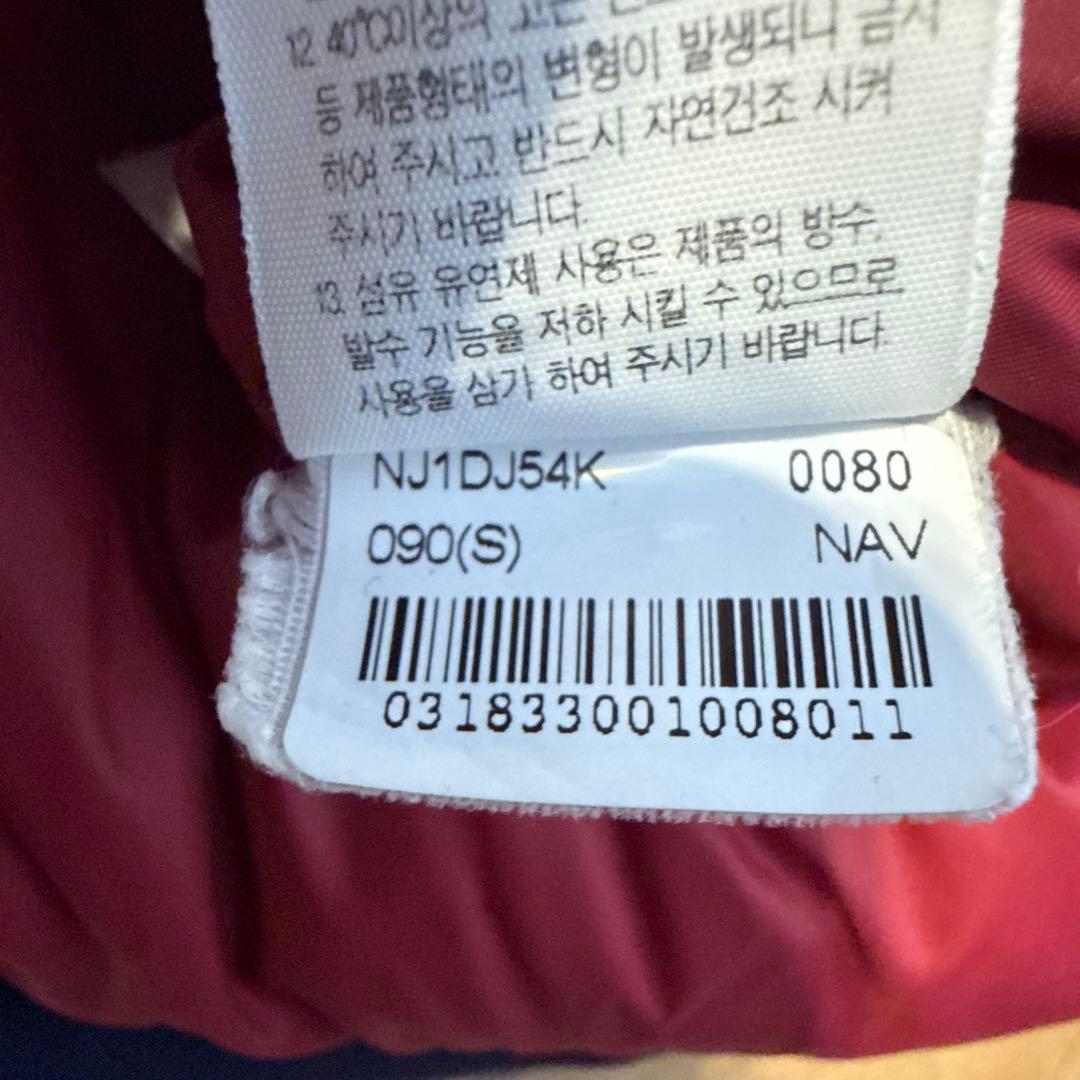 12. 40℃이상의 고온
등 제품형태의 변형이 발생되니 금지
하여 주시고 반드시 자연건조 시켜
주시기 바랍니다.
13. 섬유 유연제 사용은 제품의 방수,
발수 기능을 저하 시킬 수 있으므로
사용을 삼가 하여 주시기 바랍니다.
NJ1DJ54K 0080
090(S) NAV
0318330010080​11